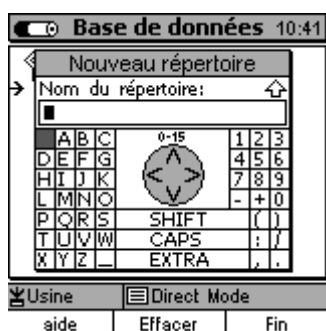 Base de données 10:41
Nouveau répertoire
Nom du répertoire:
0-15
A B C 1 2 3
D E F G 4 5 6
H I J K 7 8 9
L M N O - + 0
P Q R S SHIFT ( )
T U V W CAPS : /
X Y Z _ EXTRA , .
Usine Direct Mode
aide Effacer Fin